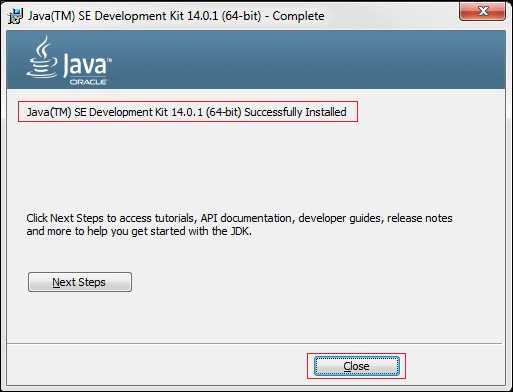 Java(TM) SE Development Kit 14.0.1 (64-bit) - Complete
Java™
ORACLE
Java(TM) SE Development Kit 14.0.1 (64-bit) Successfully Installed
Click Next Steps to access tutorials, API documentation, developer guides, release notes
and more to help you get started with the JDK.
Next Steps
Close